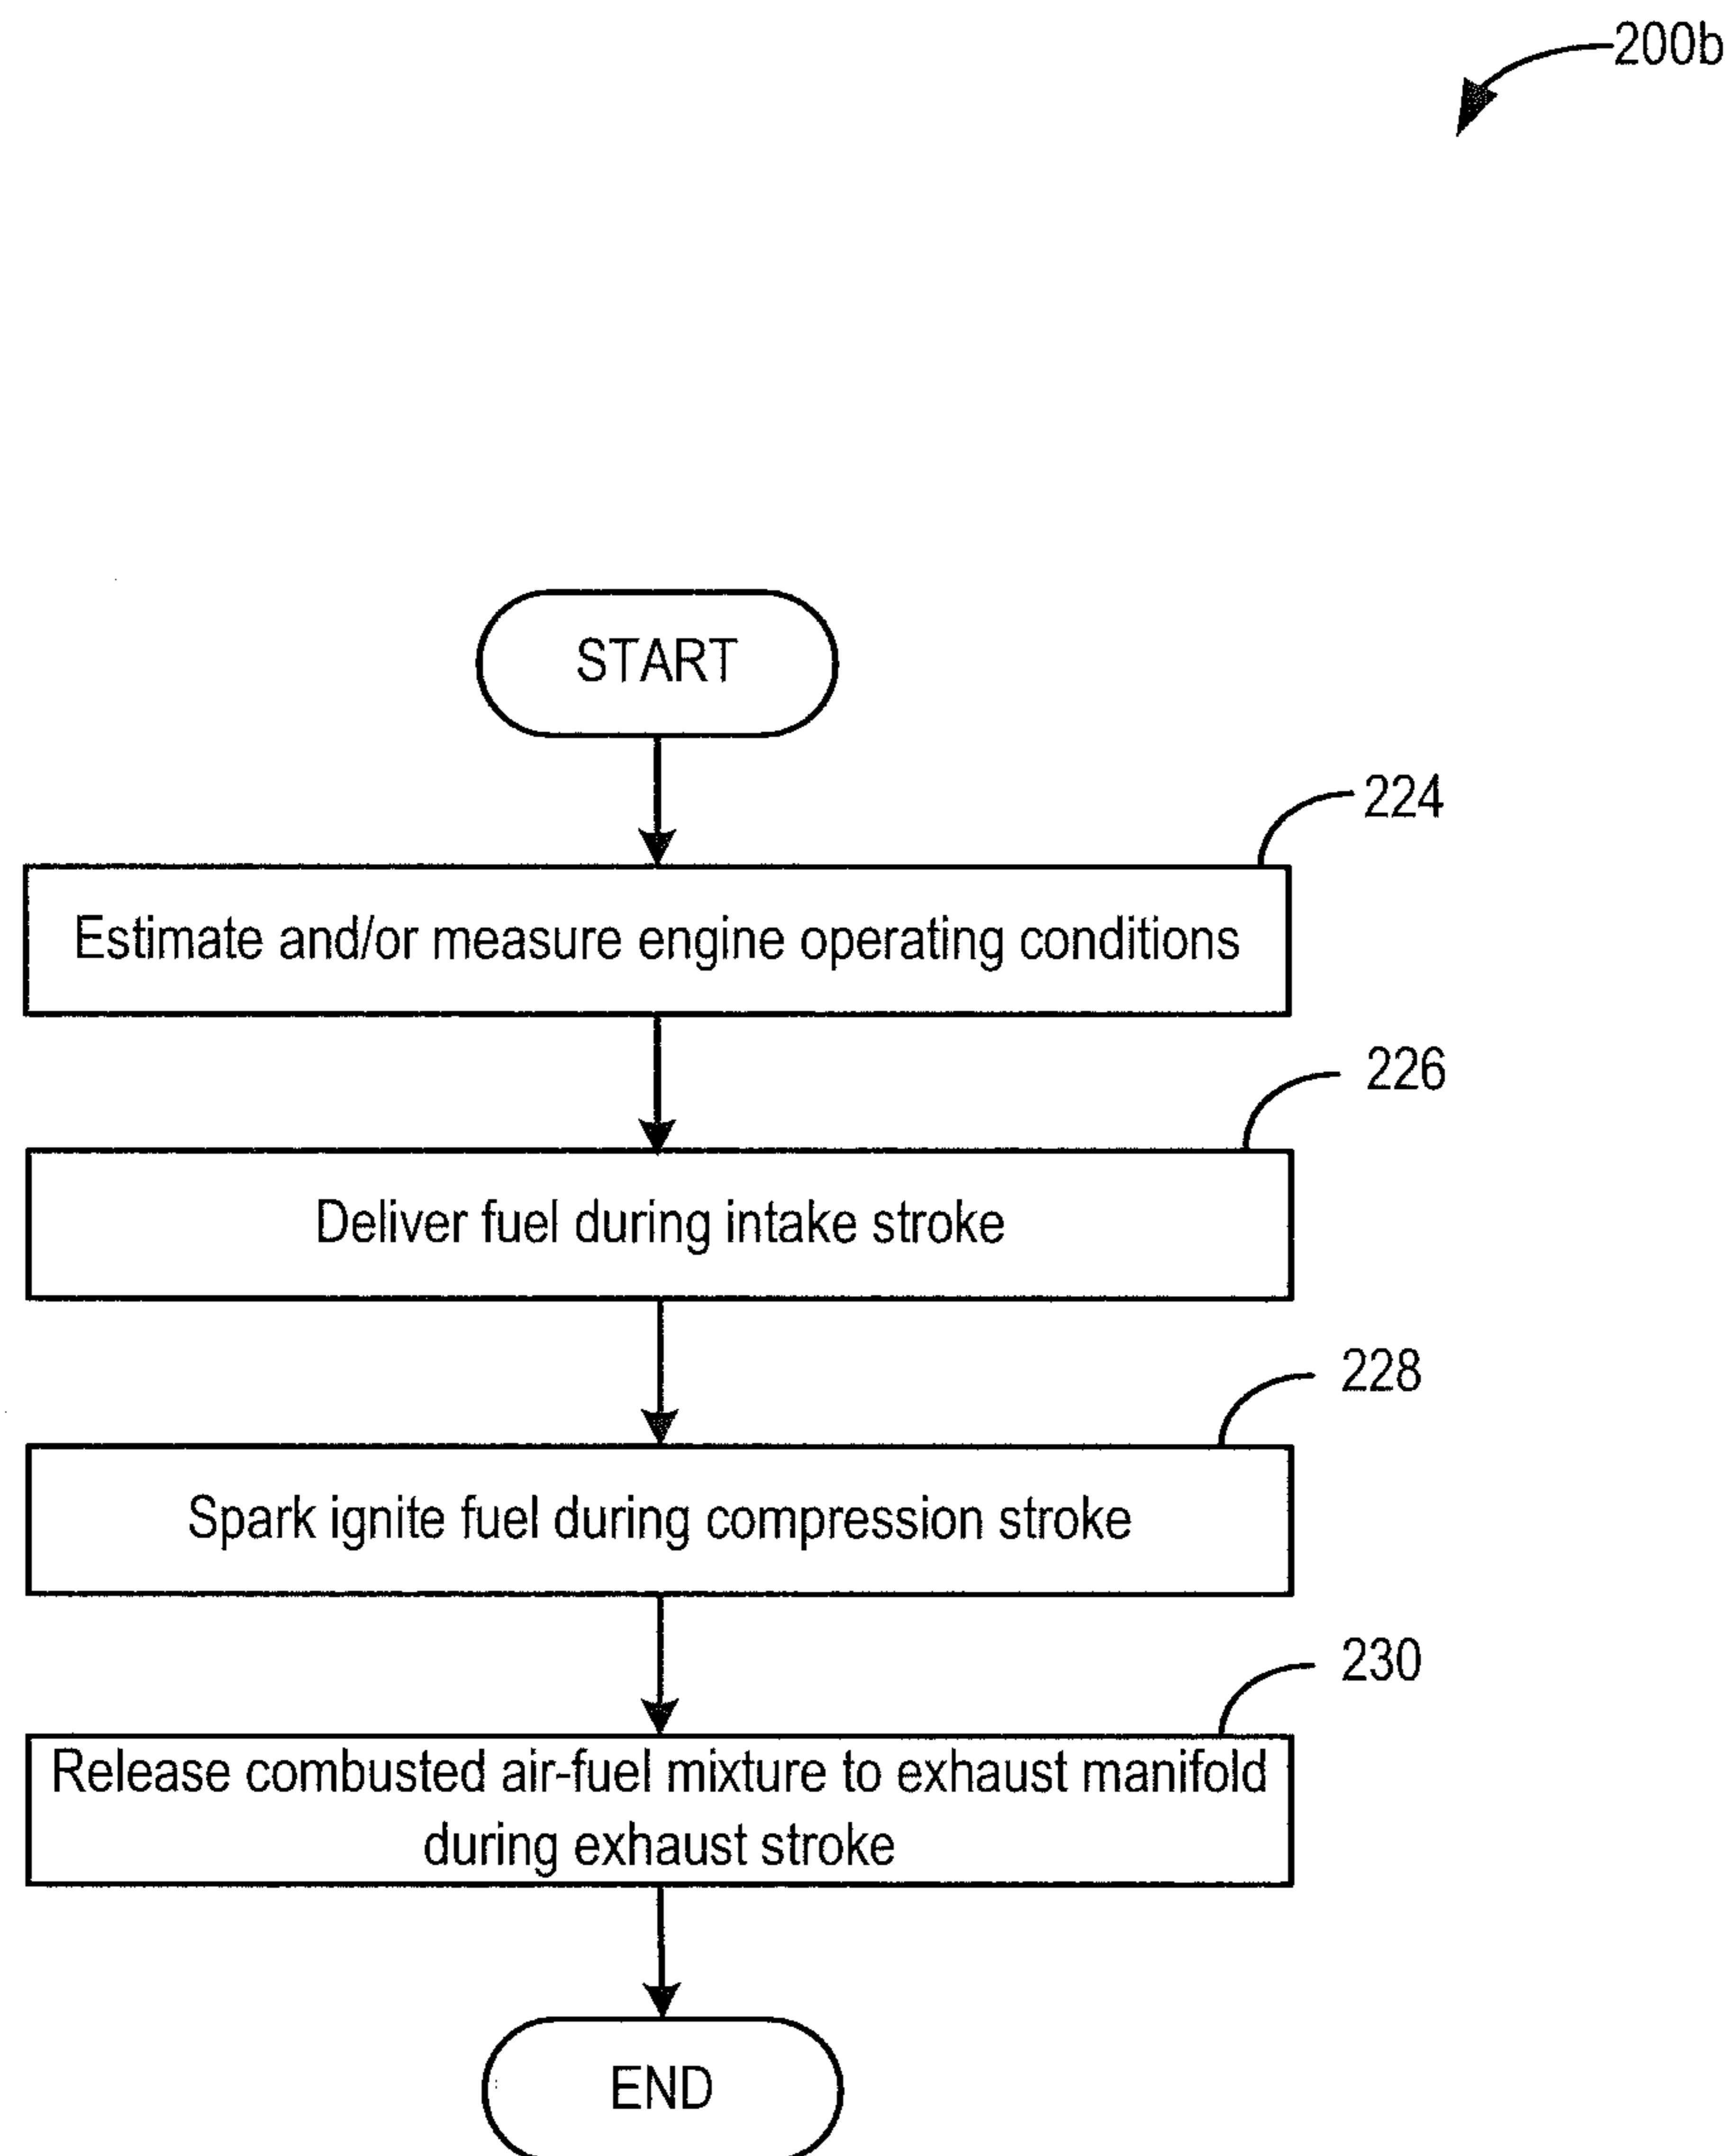 200b
START
224
Estimate and/or measure engine operating conditions
226
Deliver fuel during intake stroke
228
Spark ignite fuel during compression stroke
230
Release combusted air-fuel mixture to exhaust manifold
during exhaust stroke
END